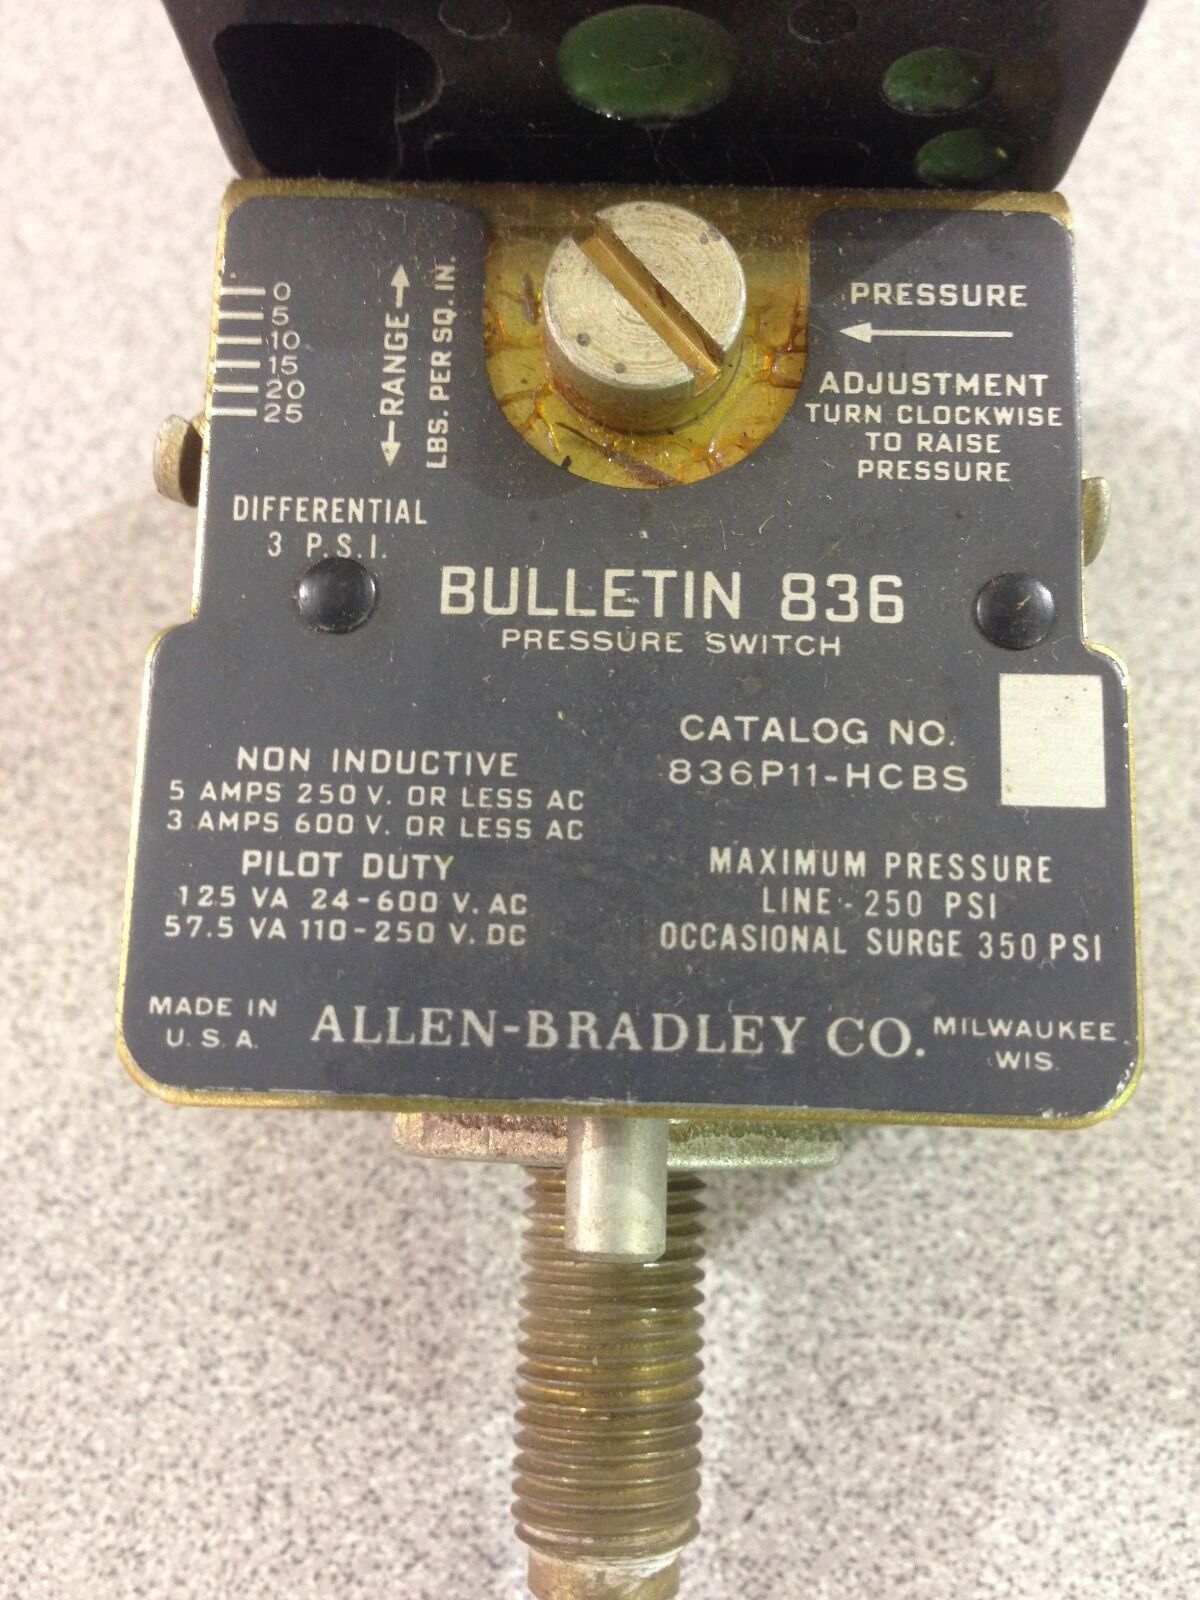 0
5
10
15
20
25
RANGE
LBS. PER SQ. IN.
DIFFERENTIAL
3 P.S.I.
PRESSURE
ADJUSTMENT
TURN CLOCKWISE
TO RAISE
PRESSURE
BULLETIN 836
PRESSURE SWITCH
CATALOG NO.
836P11-HCBS
NON INDUCTIVE
5 AMPS 250 V. OR LESS AC
3 AMPS 600 V. OR LESS AC
PILOT DUTY
125 VA 24-600 V. AC
57.5 VA 110-250 V. DC
MAXIMUM PRESSURE
LINE - 250 PSI
OCCASIONAL SURGE 350 PSI
MADE IN
U.S.A.
ALLEN-BRADLEY CO.
MILWAUKEE
WIS.